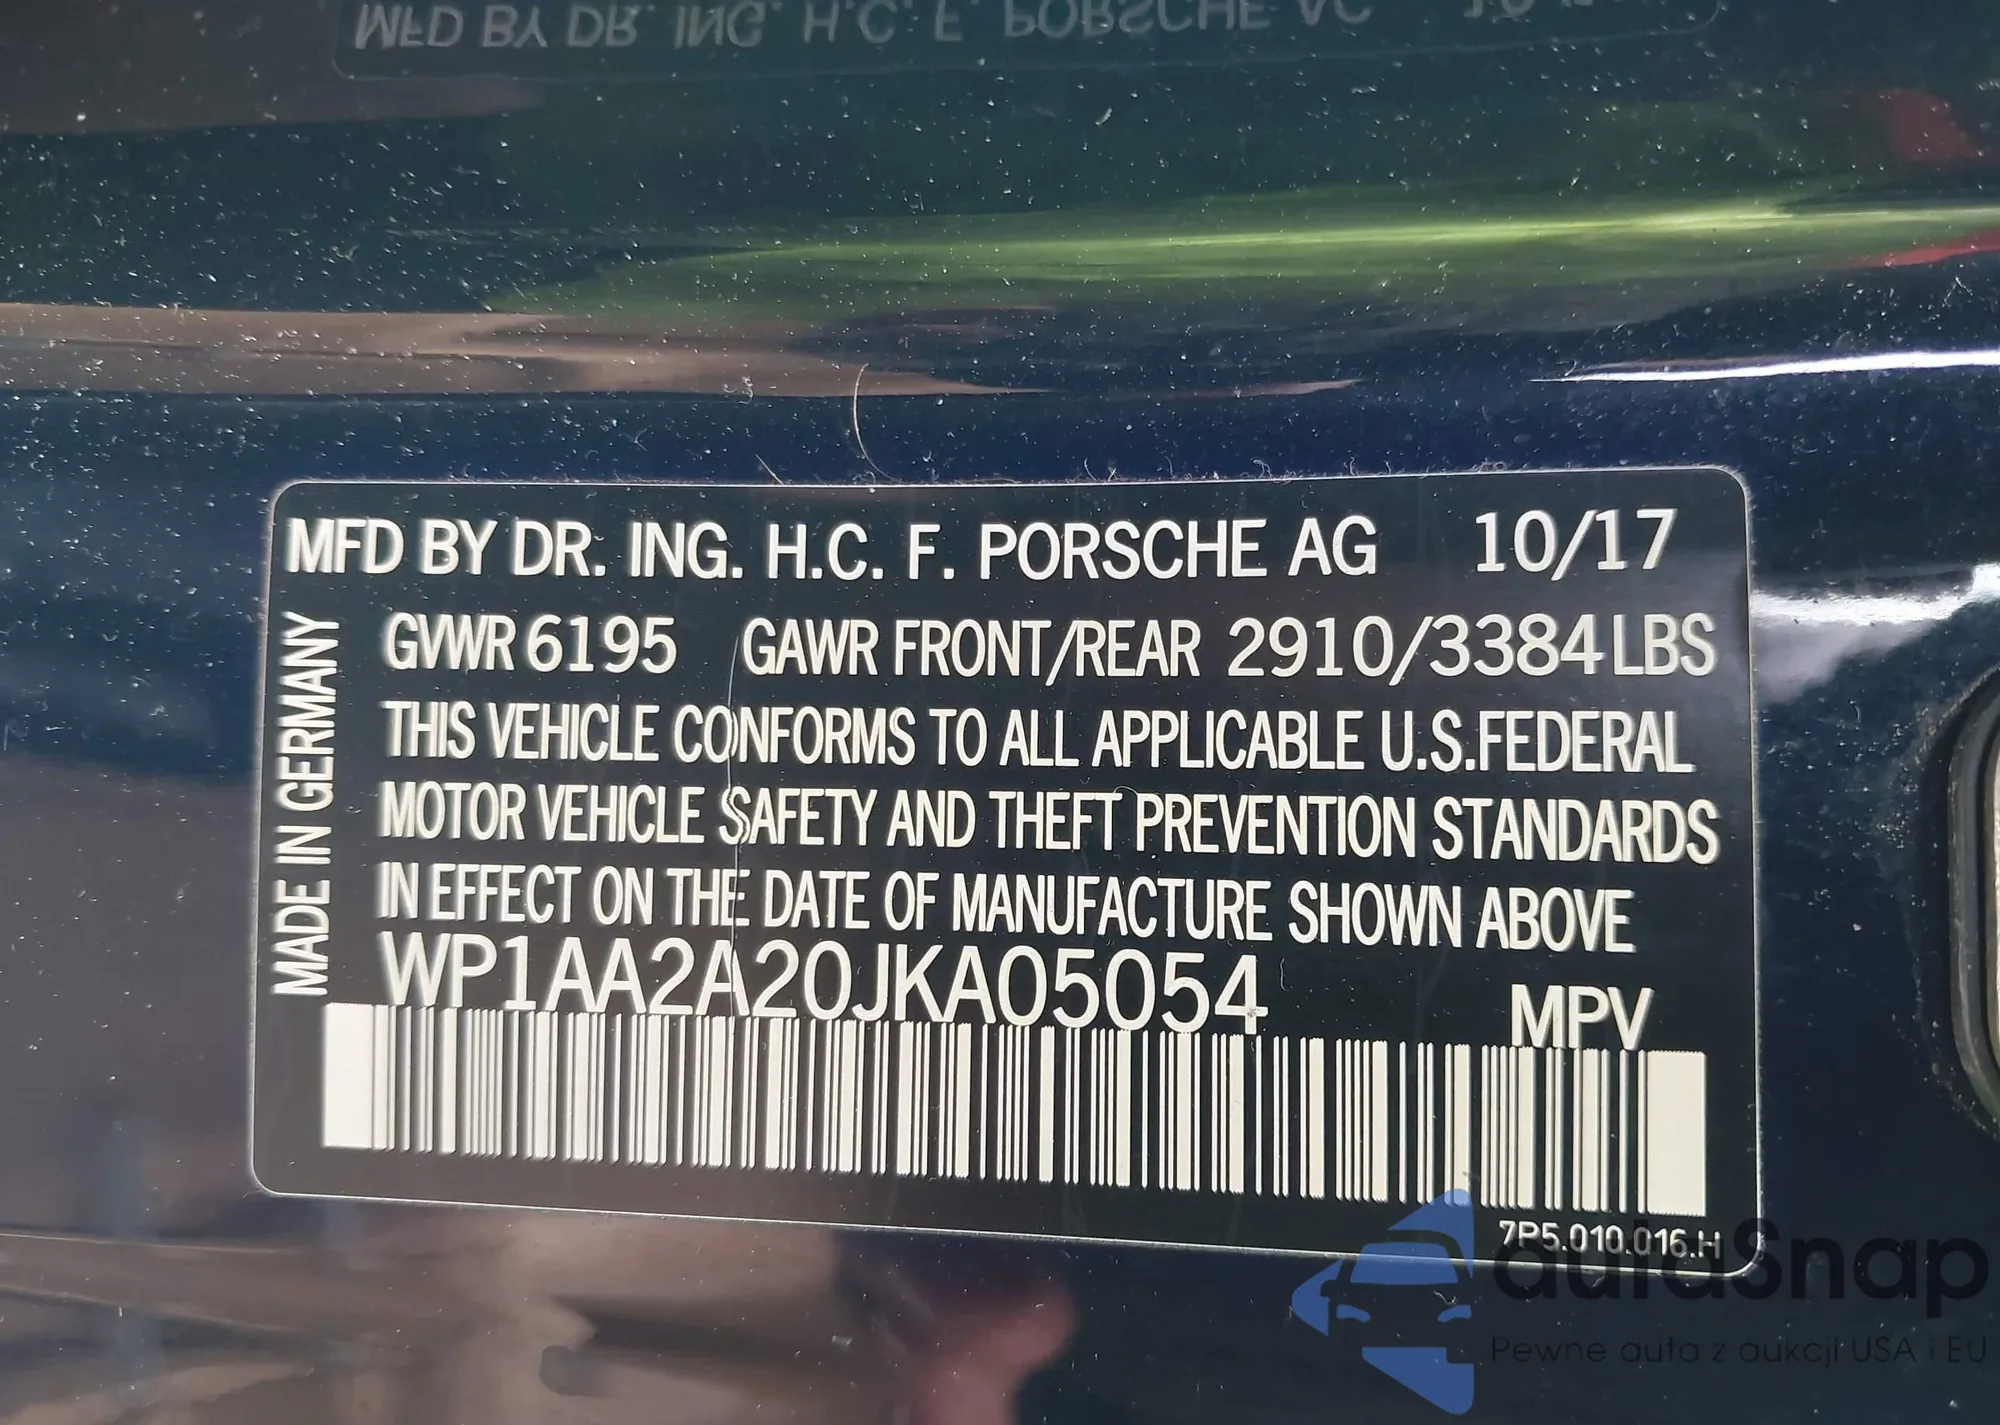 MFD BY DR. ING. H.C. F. PORSCHE AG
MFD BY DR. ING. H.C. F. PORSCHE AG 10/17
MADE IN GERMANY
GVWR 6195 GAWR FRONT/REAR 2910/3384 LBS
THIS VEHICLE CONFORMS TO ALL APPLICABLE U.S.FEDERAL
MOTOR VEHICLE SAFETY AND THEFT PREVENTION STANDARDS
IN EFFECT ON THE DATE OF MANUFACTURE SHOWN ABOVE
WP1AA2A20JKA05054 MPV
7P5.010.016.H
autaSnap
Pewne auta z aukcji USA i EU